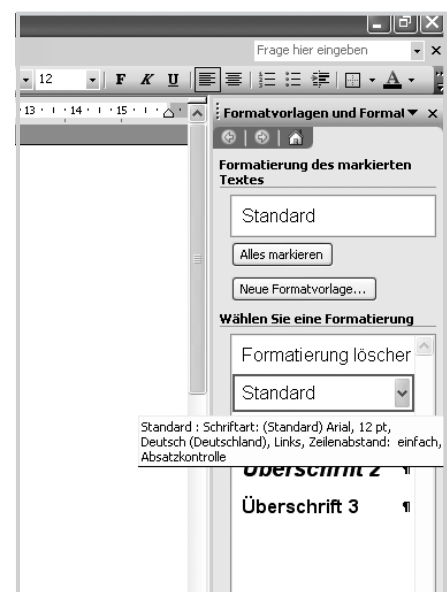 Frage hier eingeben
12 F K U A
13 14 15
Formatvorlagen und Format
Formatierung des markierten
Textes
Standard
Alles markieren
Neue Formatvorlage...
Wählen Sie eine Formatierung
Formatierung löscher
Standard
Standard : Schriftart: (Standard) Arial, 12 pt,
Deutsch (Deutschland), Links, Zeilenabstand: einfach,
Absatzkontrolle
Überschrift 2 ¶
Überschrift 3 ¶